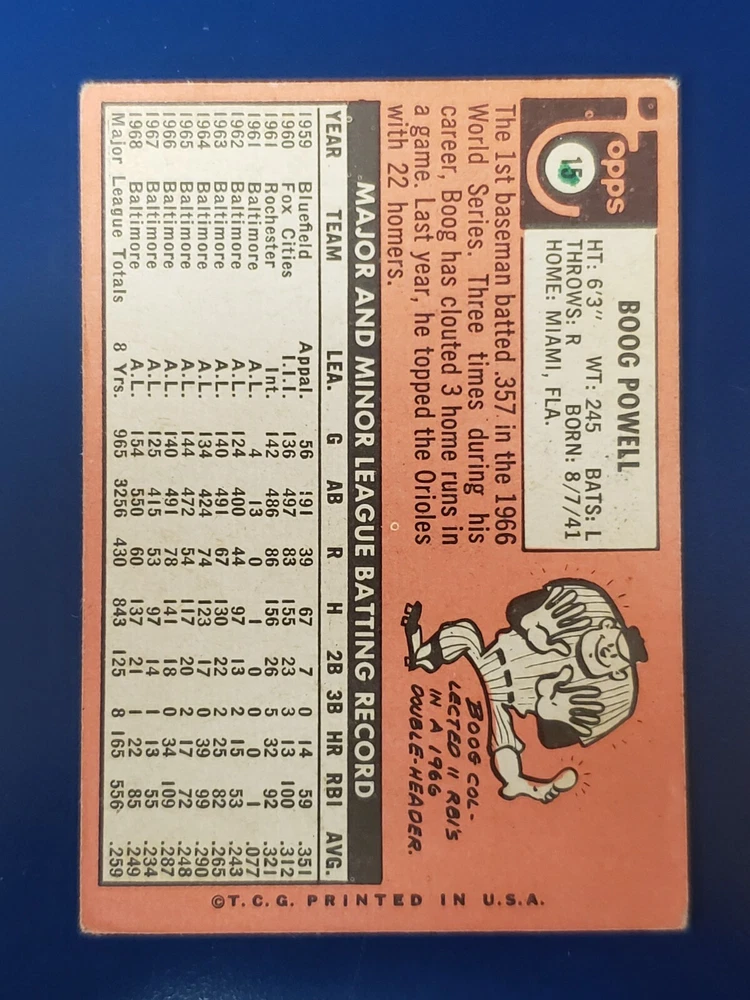 Topps
15
BOOG POWELL
HT: 6'3" WT: 245 BATS: L
THROWS: R BORN: 8/7/41
HOME: MIAMI, FLA.
The 1st baseman batted .357 in the 1966
World Series. Three times during his
career, Boog has clouted 3 home runs in
a game. Last year, he topped the Orioles
with 22 homers.
BOOG COL-
LECTED 11 RBI'S
IN A 1966
DOUBLE-HEADER.
MAJOR AND MINOR LEAGUE BATTING RECORD
YEAR TEAM LEA. G AB R H 2B 3B HR RBI AVG.
1959 Bluefield Appal. 56 191 39 67 7 0 14 59 .351
1960 Fox Cities I.I.I. 136 497 83 155 23 3 13 100 .312
1961 Rochester Int. 142 486 86 156 26 5 32 92 .321
1961 Baltimore A.L. 4 13 0 1 0 0 0 1 .077
1962 Baltimore A.L. 124 400 44 97 13 2 15 53 .243
1963 Baltimore A.L. 140 491 67 130 22 2 25 82 .265
1964 Baltimore A.L. 134 424 74 123 17 0 39 99 .290
1965 Baltimore A.L. 144 472 54 117 20 2 17 72 .248
1966 Baltimore A.L. 140 491 78 141 18 0 34 109 .287
1967 Baltimore A.L. 125 415 53 97 14 1 13 55 .234
1968 Baltimore A.L. 154 550 60 137 21 1 22 85 .249
Major League Totals 8 Yrs. 965 3256 430 843 125 8 165 556 .259
©T.C.G. PRINTED IN U.S.A.